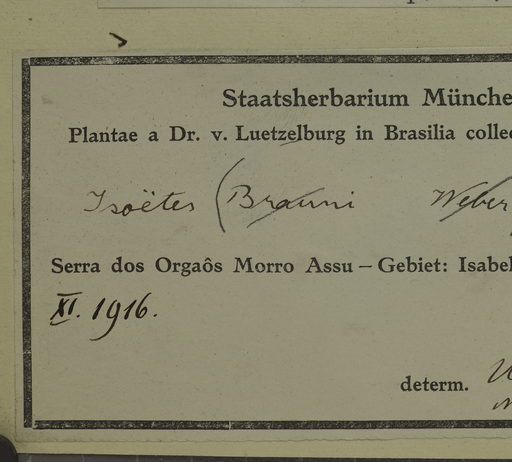 Staatsherbarium Münche
Plantae a Dr. v. Luetzelburg in Brasilia colle
Isoëtes (Brauni Weber
Serra dos Orgaôs Morro Assu – Gebiet: Isabel
XI. 1916.
determ.